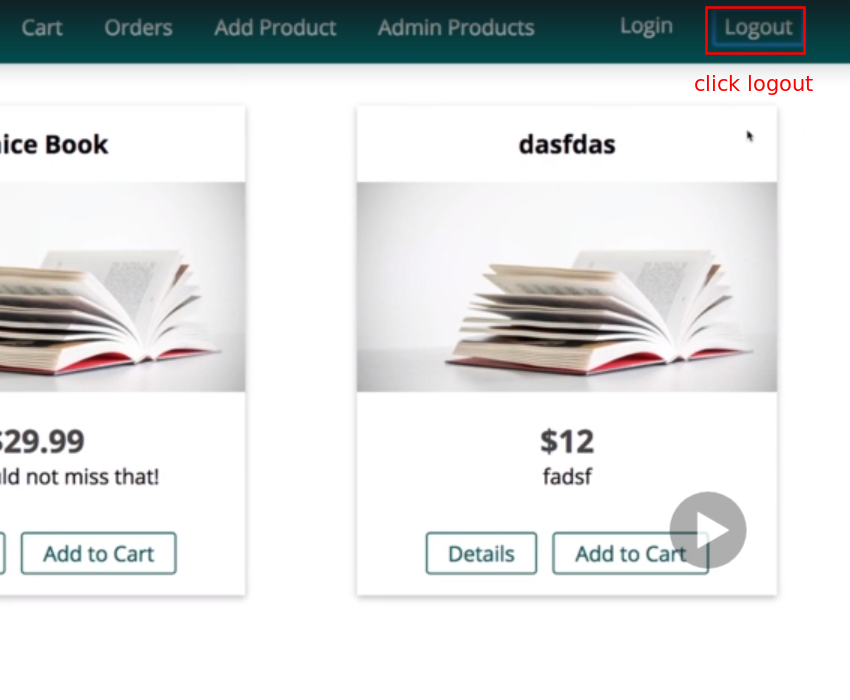 Cart Orders Add Product Admin Products Login Logout
click logout
ice Book
dasfdas
$29.99
$12
ld not miss that!
fadsf
Add to Cart
Details
Add to Cart